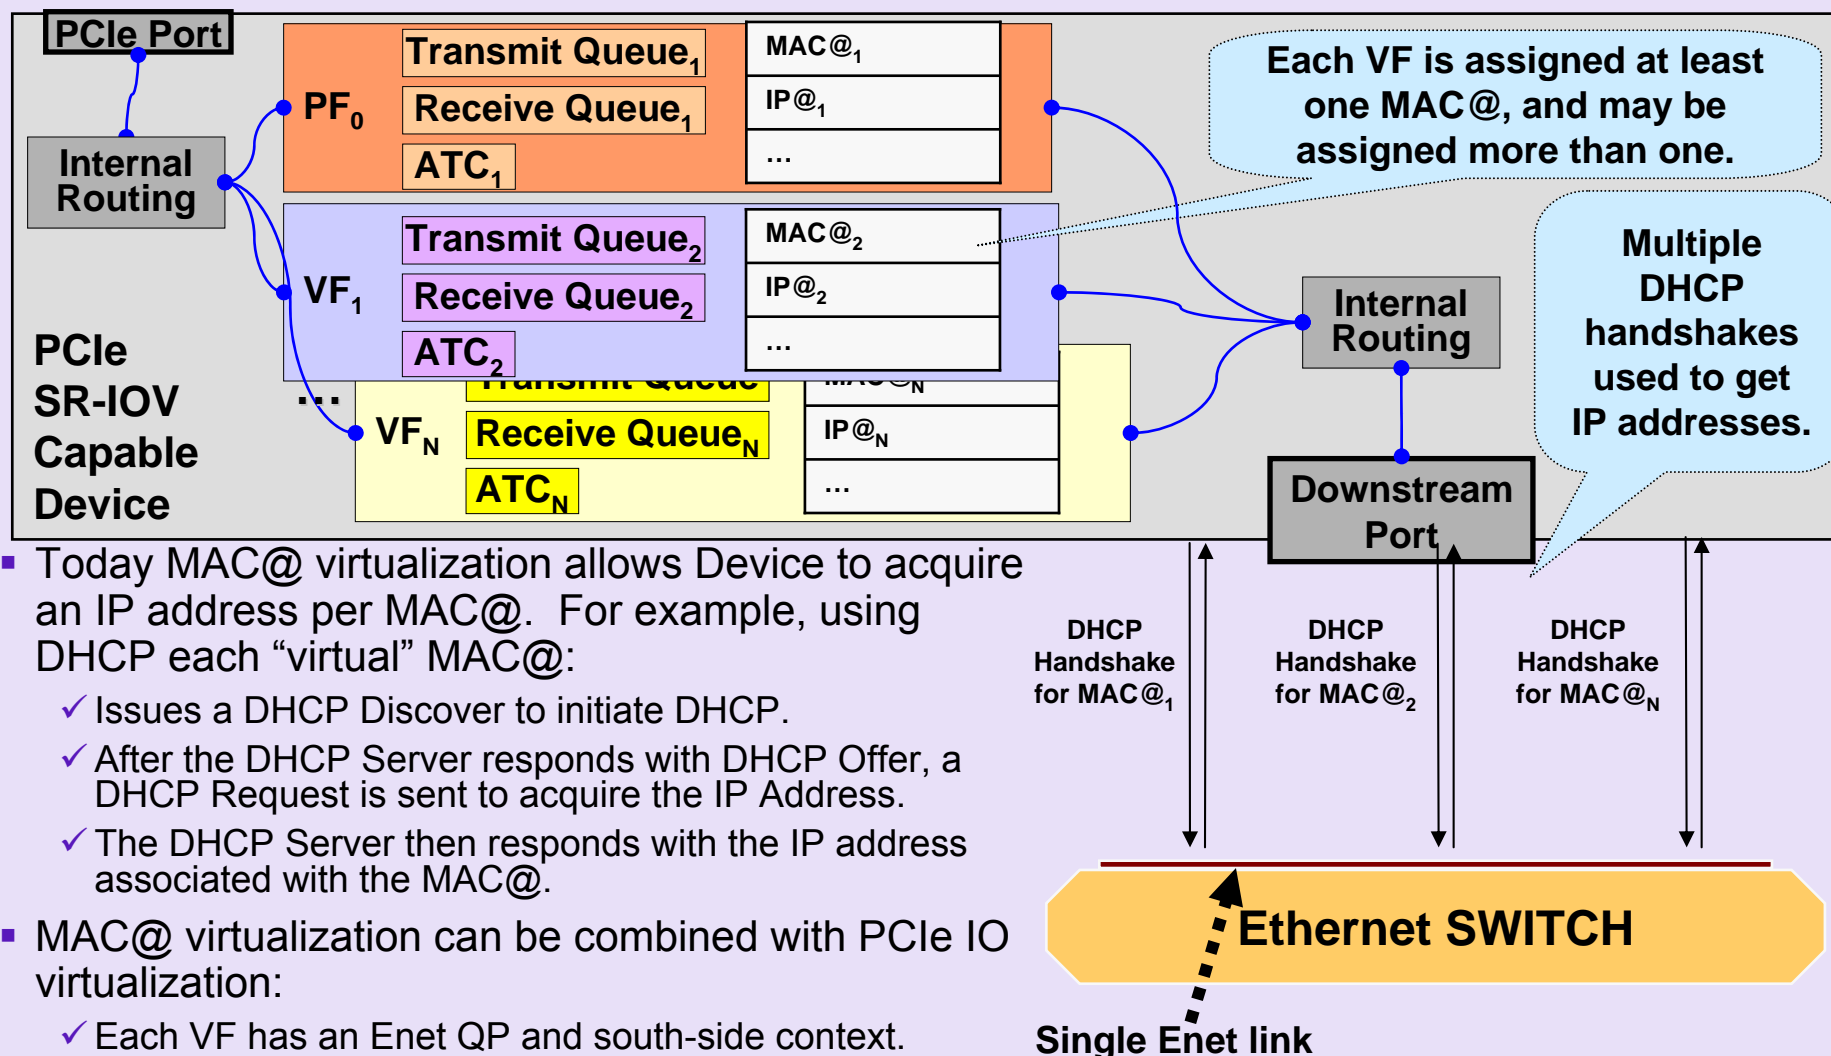 PCIe Port
Internal
Routing
PCIe
SR-IOV
Capable
Device
PF0
Transmit Queue1
Receive Queue1
ATC1
MAC@1
IP@1
...
VF1
Transmit Queue2
Receive Queue2
ATC2
MAC@2
IP@2
...
...
VFN
Transmit Queue
Receive QueueN
ATCN
MAC@N
IP@N
...
Each VF is assigned at least
one MAC@, and may be
assigned more than one.
Multiple
DHCP
handshakes
used to get
IP addresses.
Internal
Routing
Downstream
Port
▪ Today MAC@ virtualization allows Device to acquire
an IP address per MAC@. For example, using
DHCP each “virtual” MAC@:
✓ Issues a DHCP Discover to initiate DHCP.
✓ After the DHCP Server responds with DHCP Offer, a
DHCP Request is sent to acquire the IP Address.
✓ The DHCP Server then responds with the IP address
associated with the MAC@.
▪ MAC@ virtualization can be combined with PCIe IO
virtualization:
✓ Each VF has an Enet QP and south-side context.
DHCP
Handshake
for MAC@1
DHCP
Handshake
for MAC@2
DHCP
Handshake
for MAC@N
Ethernet SWITCH
Single Enet link